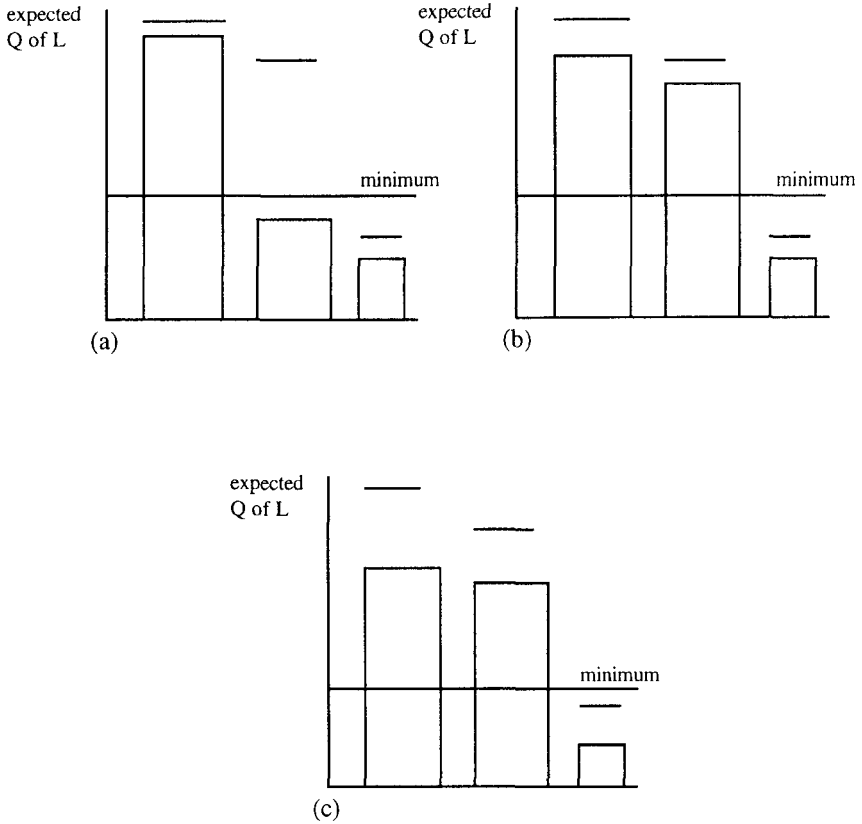 expected
Q of L
minimum
(a)
expected
Q of L
minimum
(b)
expected
Q of L
minimum
(c)